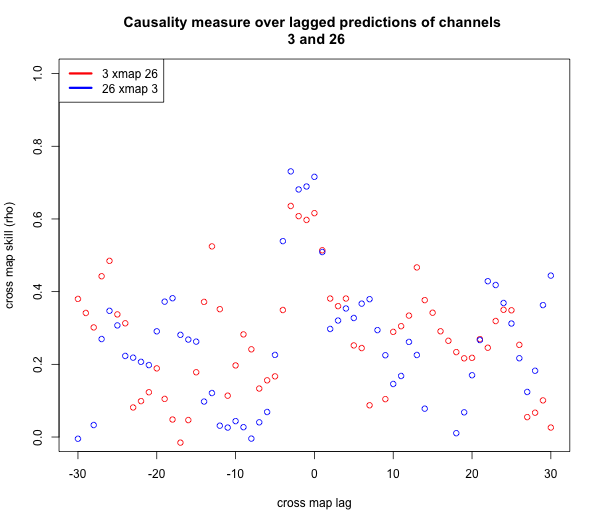 Causality measure over lagged predictions of channels
3 and 26
3 xmap 26
26 xmap 3
cross map skill (rho)
1.0
0.8
0.6
0.4
0.2
0.0
-30
-20
-10
0
10
20
30
cross map lag